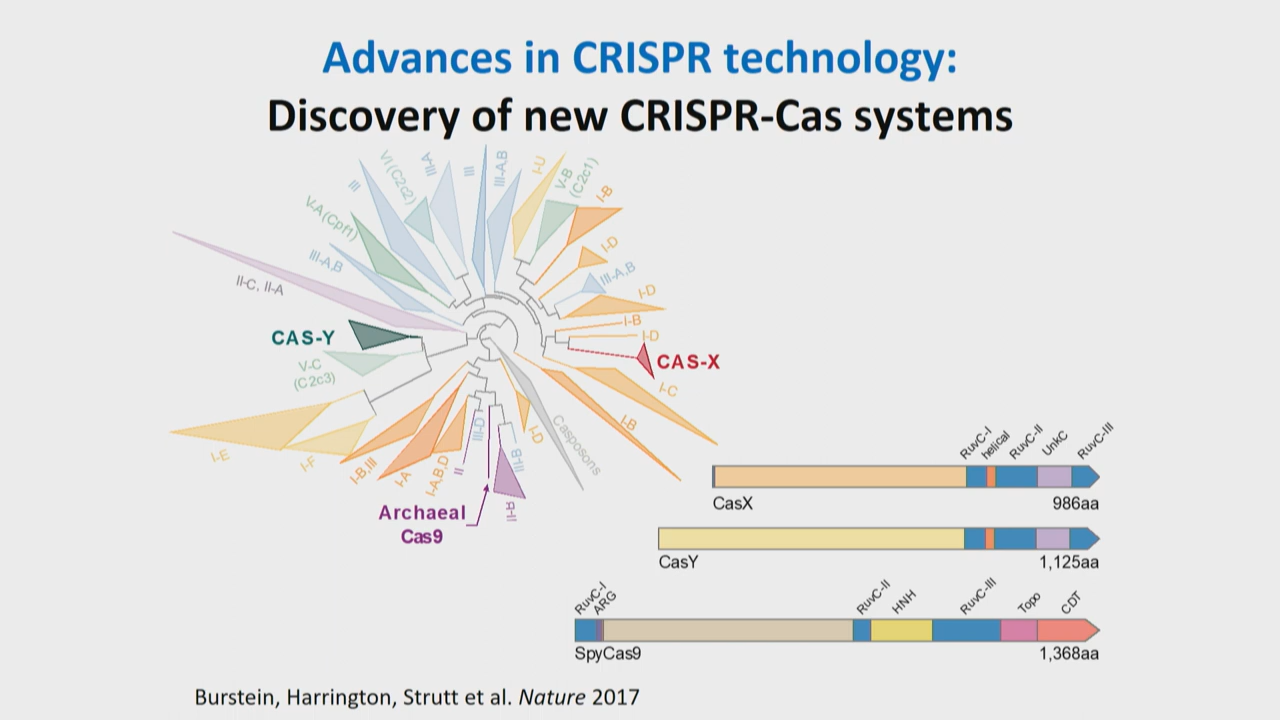 Advances in CRISPR technology:
Discovery of new CRISPR-Cas systems
III
VI (C2c2)
III-A
III
III-A,B
I-U
V-B
(C2c1)
I-B
V-A (Cpf1)
I-D
III-A,B
III-A,B
II-C, II-A
I-D
I-B
I-D
CAS-Y
CAS-X
V-C
(C2c3)
I-C
I-B
I-E
I-F
I-B,III
I-A
I-A,B,D
II
III-D
III-B
I-D
Casposons
II-B
Archaeal
Cas9
RuvC-I
helical
RuvC-II
UnkC
RuvC-III
CasX
986aa
CasY
1,125aa
RuvC-I
ARG
RuvC-II
HNH
RuvC-III
Topo
CDT
SpyCas9
1,368aa
Burstein, Harrington, Strutt et al. Nature 2017